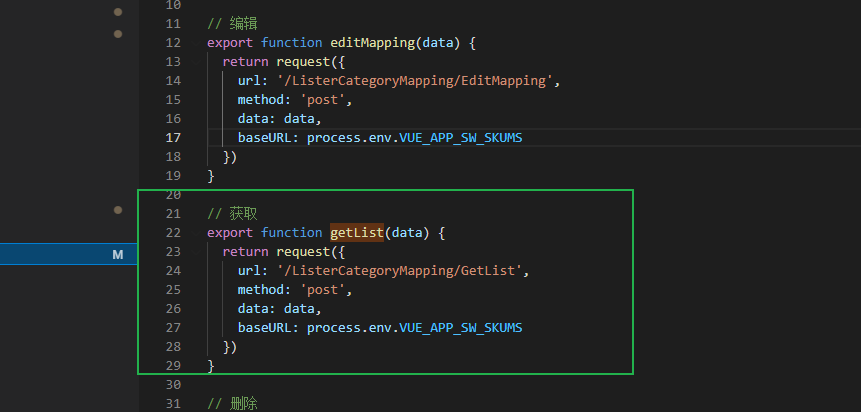 10
11 // 编辑
12 export function editMapping(data) {
13 return request({
14 url: '/ListerCategoryMapping/EditMapping',
15 method: 'post',
16 data: data,
17 baseURL: process.env.VUE_APP_SW_SKUMS
18 })
19 }
20
21 // 获取
22 export function getList(data) {
23 return request({
M 24 url: '/ListerCategoryMapping/GetList',
25 method: 'post',
26 data: data,
27 baseURL: process.env.VUE_APP_SW_SKUMS
28 })
29 }
30
31 // 删除